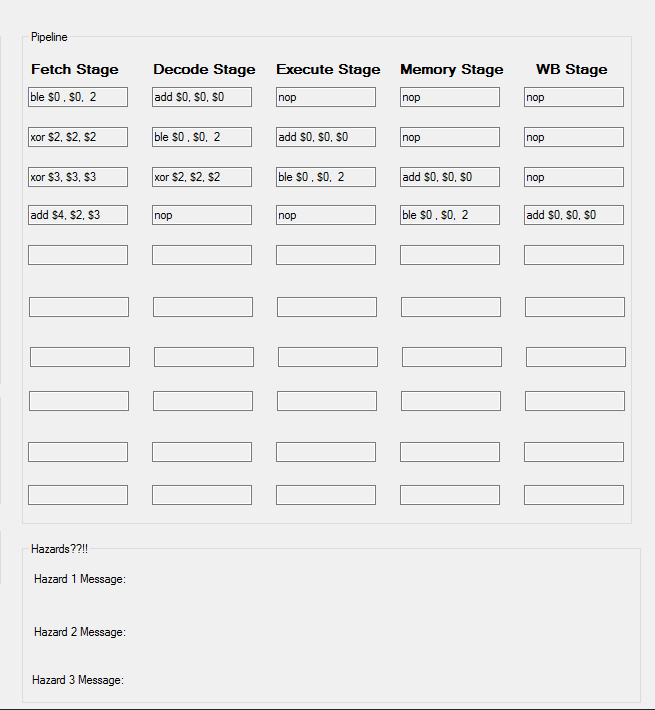 Pipeline
Fetch Stage Decode Stage Execute Stage Memory Stage WB Stage
ble $0 , $0,  2 add $0, $0, $0 nop nop nop
xor $2, $2, $2 ble $0 , $0,  2 add $0, $0, $0 nop nop
xor $3, $3, $3 xor $2, $2, $2 ble $0 , $0,  2 add $0, $0, $0 nop
add $4, $2, $3 nop nop ble $0 , $0,  2 add $0, $0, $0
Hazards??!!
Hazard 1 Message:
Hazard 2 Message:
Hazard 3 Message: